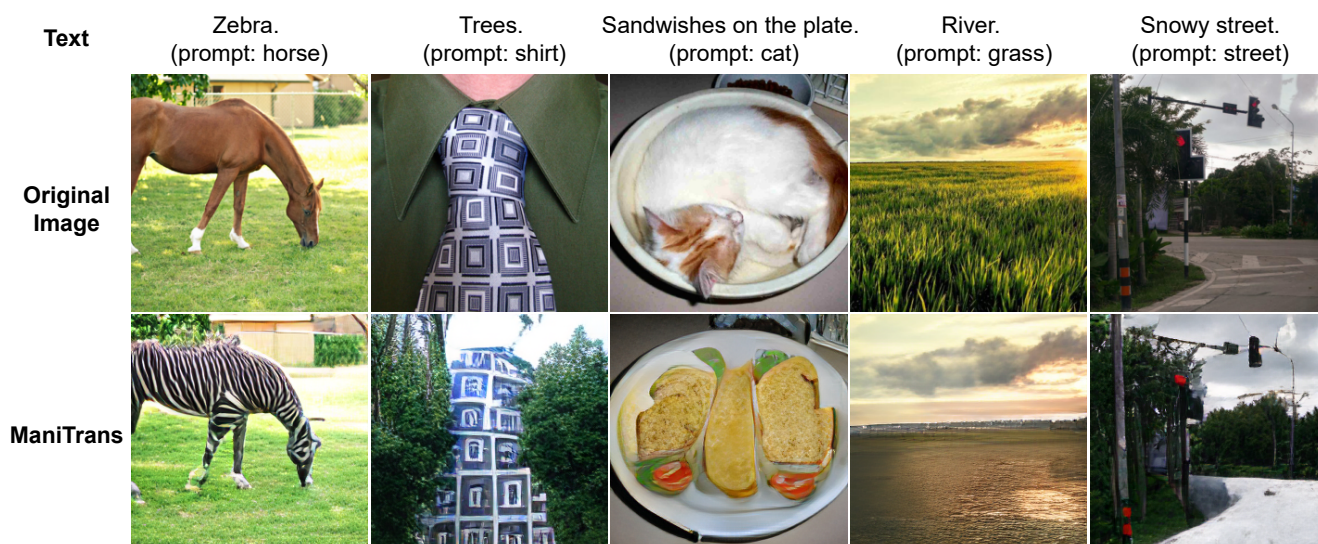 Text
Zebra.
(prompt: horse)
Trees.
(prompt: shirt)
Sandwishes on the plate.
(prompt: cat)
River.
(prompt: grass)
Snowy street.
(prompt: street)
Original
Image
ManiTrans